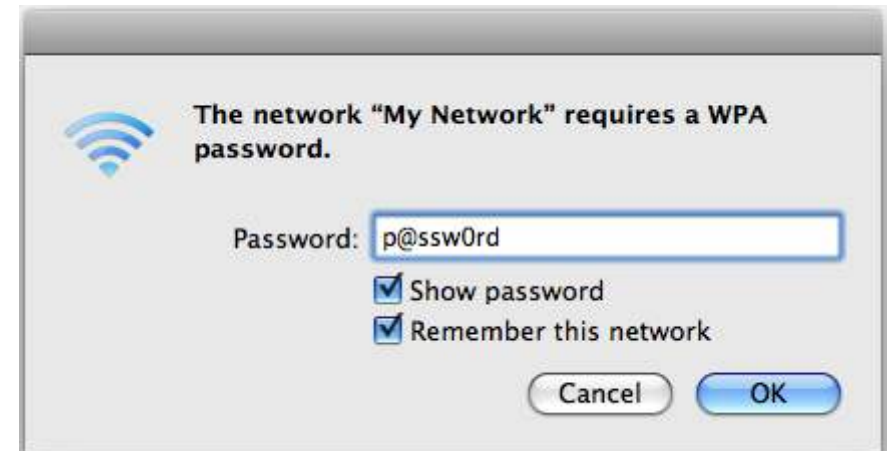 The network “My Network” requires a WPA
password.
Password: p@ssw0rd
Show password
Remember this network
Cancel OK